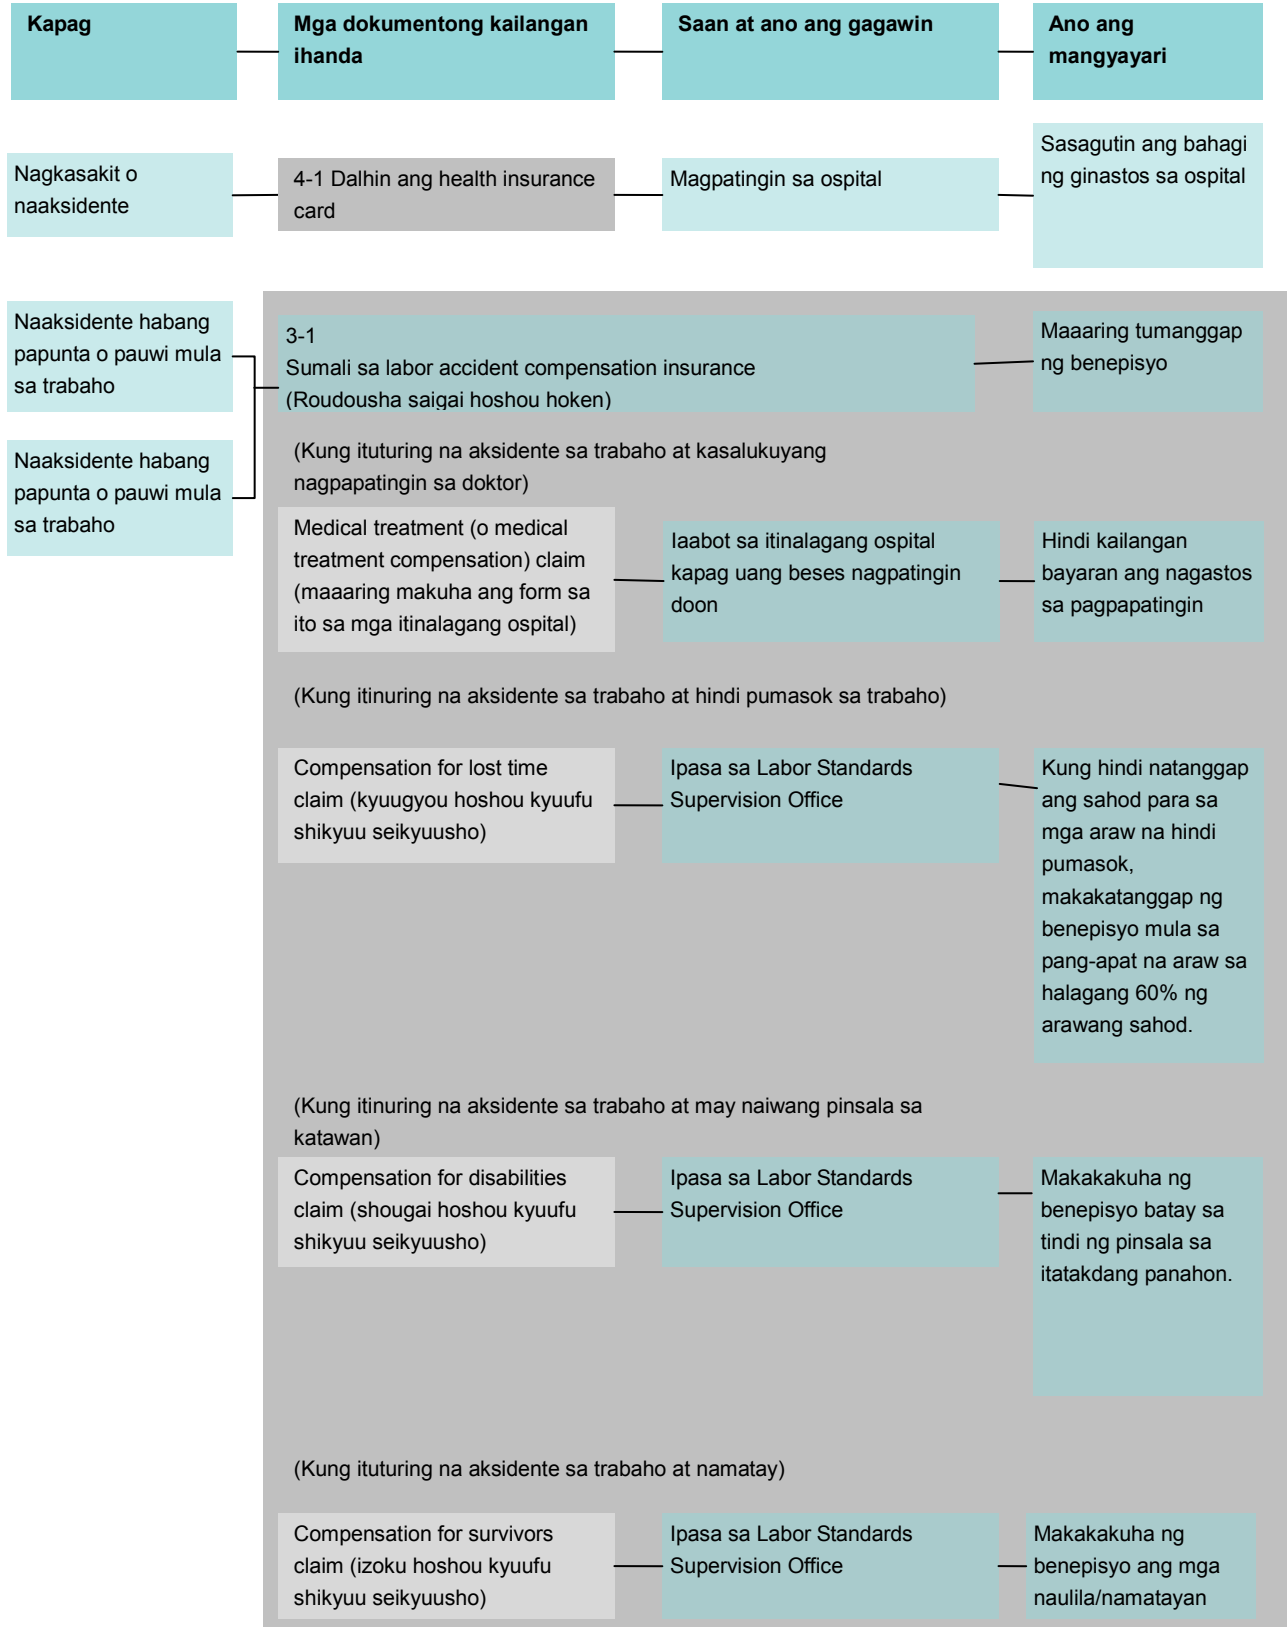 Kapag
Mga dokumentong kailangan
ihanda
Saan at ano ang gagawin
Ano ang
mangyayari
Nagkasakit o
naaksidente
4-1 Dalhin ang health insurance
card
Magpatingin sa ospital
Sasagutin ang bahagi
ng ginastos sa ospital
Naaksidente habang
papunta o pauwi mula
sa trabaho
Naaksidente habang
papunta o pauwi mula
sa trabaho
3-1
Sumali sa labor accident compensation insurance
(Roudousha saigai hoshou hoken)
Maaaring tumanggap
ng benepisyo
(Kung ituturing na aksidente sa trabaho at kasalukuyang
nagpapatingin sa doktor)
Medical treatment (o medical
treatment compensation) claim
(maaaring makuha ang form sa
ito sa mga itinalagang ospital)
Iaabot sa itinalagang ospital
kapag uang beses nagpatingin
doon
Hindi kailangan
bayaran ang nagastos
sa pagpapatingin
(Kung itinuring na aksidente sa trabaho at hindi pumasok sa trabaho)
Compensation for lost time
claim (kyuugyou hoshou kyuufu
shikyuu seikyuusho)
Ipasa sa Labor Standards
Supervision Office
Kung hindi natanggap
ang sahod para sa
mga araw na hindi
pumasok,
makakatanggap ng
benepisyo mula sa
pang-apat na araw sa
halagang 60% ng
arawang sahod.
(Kung itinuring na aksidente sa trabaho at may naiwang pinsala sa
katawan)
Compensation for disabilities
claim (shougai hoshou kyuufu
shikyuu seikyuusho)
Ipasa sa Labor Standards
Supervision Office
Makakakuha ng
benepisyo batay sa
tindi ng pinsala sa
itatakdang panahon.
(Kung ituturing na aksidente sa trabaho at namatay)
Compensation for survivors
claim (izoku hoshou kyuufu
shikyuu seikyuusho)
Ipasa sa Labor Standards
Supervision Office
Makakakuha ng
benepisyo ang mga
naulila/namatayan